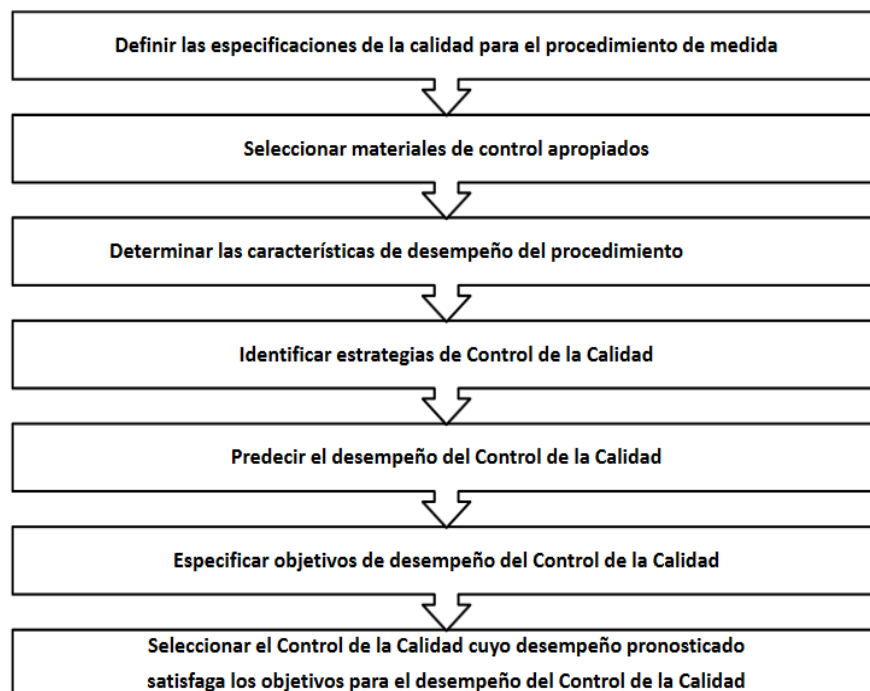 Definir las especificaciones de la calidad para el procedimiento de medida
Seleccionar materiales de control apropiados
Determinar las característicias de desempeño del procedimiento
Identificar estrategias de Control de la Calidad
Predecir el desempeño del Control de la Calidad
Especificar objetivos de desempeño del Control de la Calidad
Seleccionar el Control de la Calidad cuyo desempeño pronosticado
satisfaga los objetivos para el desempeño del Control de la Calidad